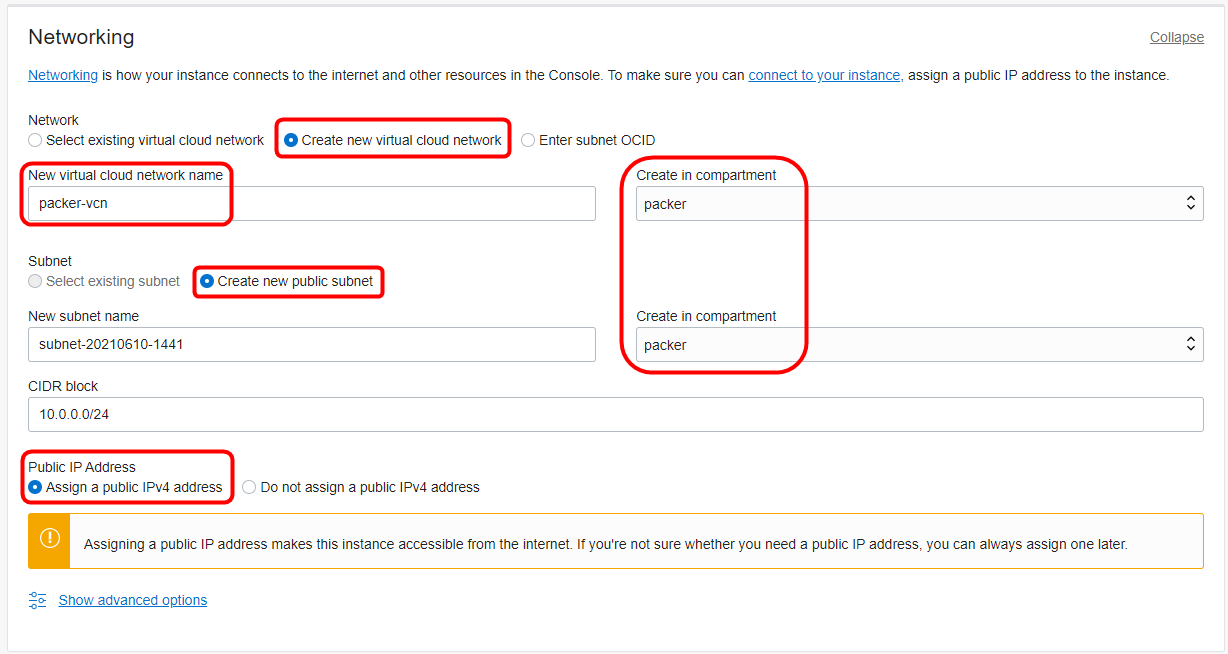 Networking
Collapse
Networking is how your instance connects to the internet and other resources in the Console. To make sure you can connect to your instance, assign a public IP address to the instance.
Network
Select existing virtual cloud network
Create new virtual cloud network
Enter subnet OCID
New virtual cloud network name
Create in compartment
packer-vcn
packer
Subnet
Select existing subnet
Create new public subnet
New subnet name
Create in compartment
subnet-20210610-1441
packer
CIDR block
10.0.0.0/24
Public IP Address
Assign a public IPv4 address
Do not assign a public IPv4 address
Assigning a public IP address makes this instance accessible from the internet. If you're not sure whether you need a public IP address, you can always assign one later.
Show advanced options